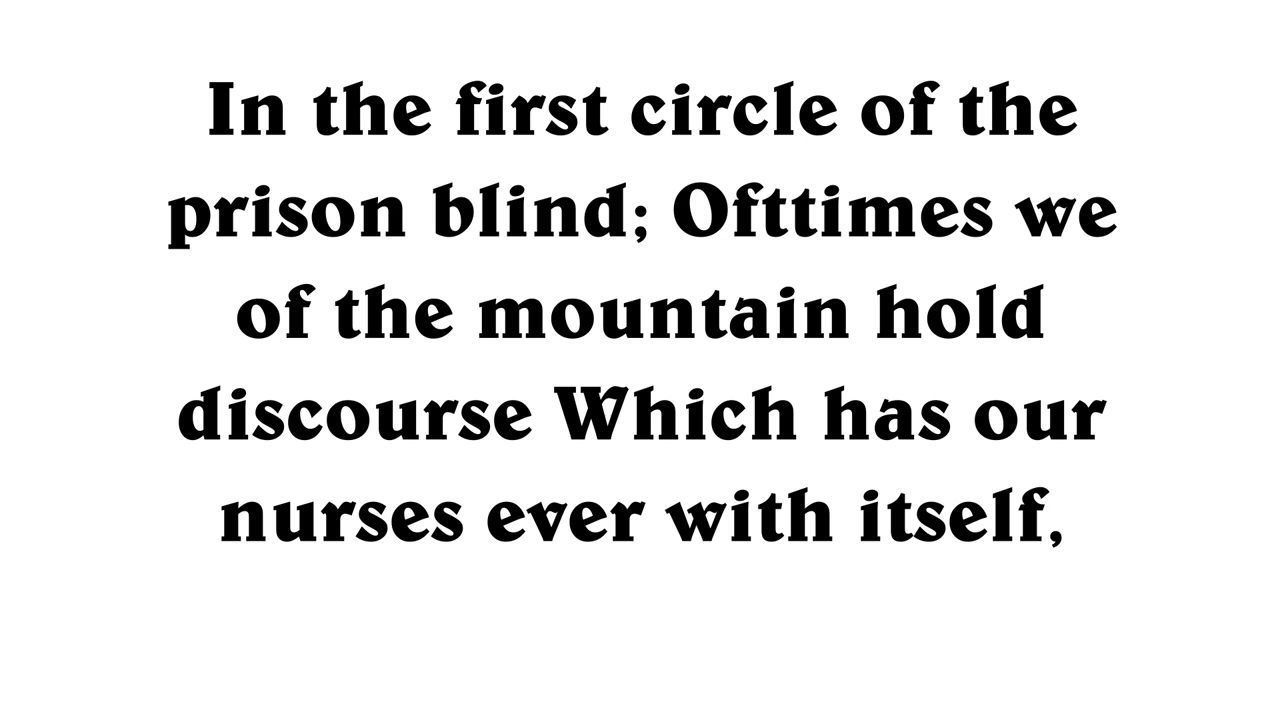 In the first circle of the
prison blind; Ofttimes we
of the mountain hold
discourse Which has our
nurses ever with itself,